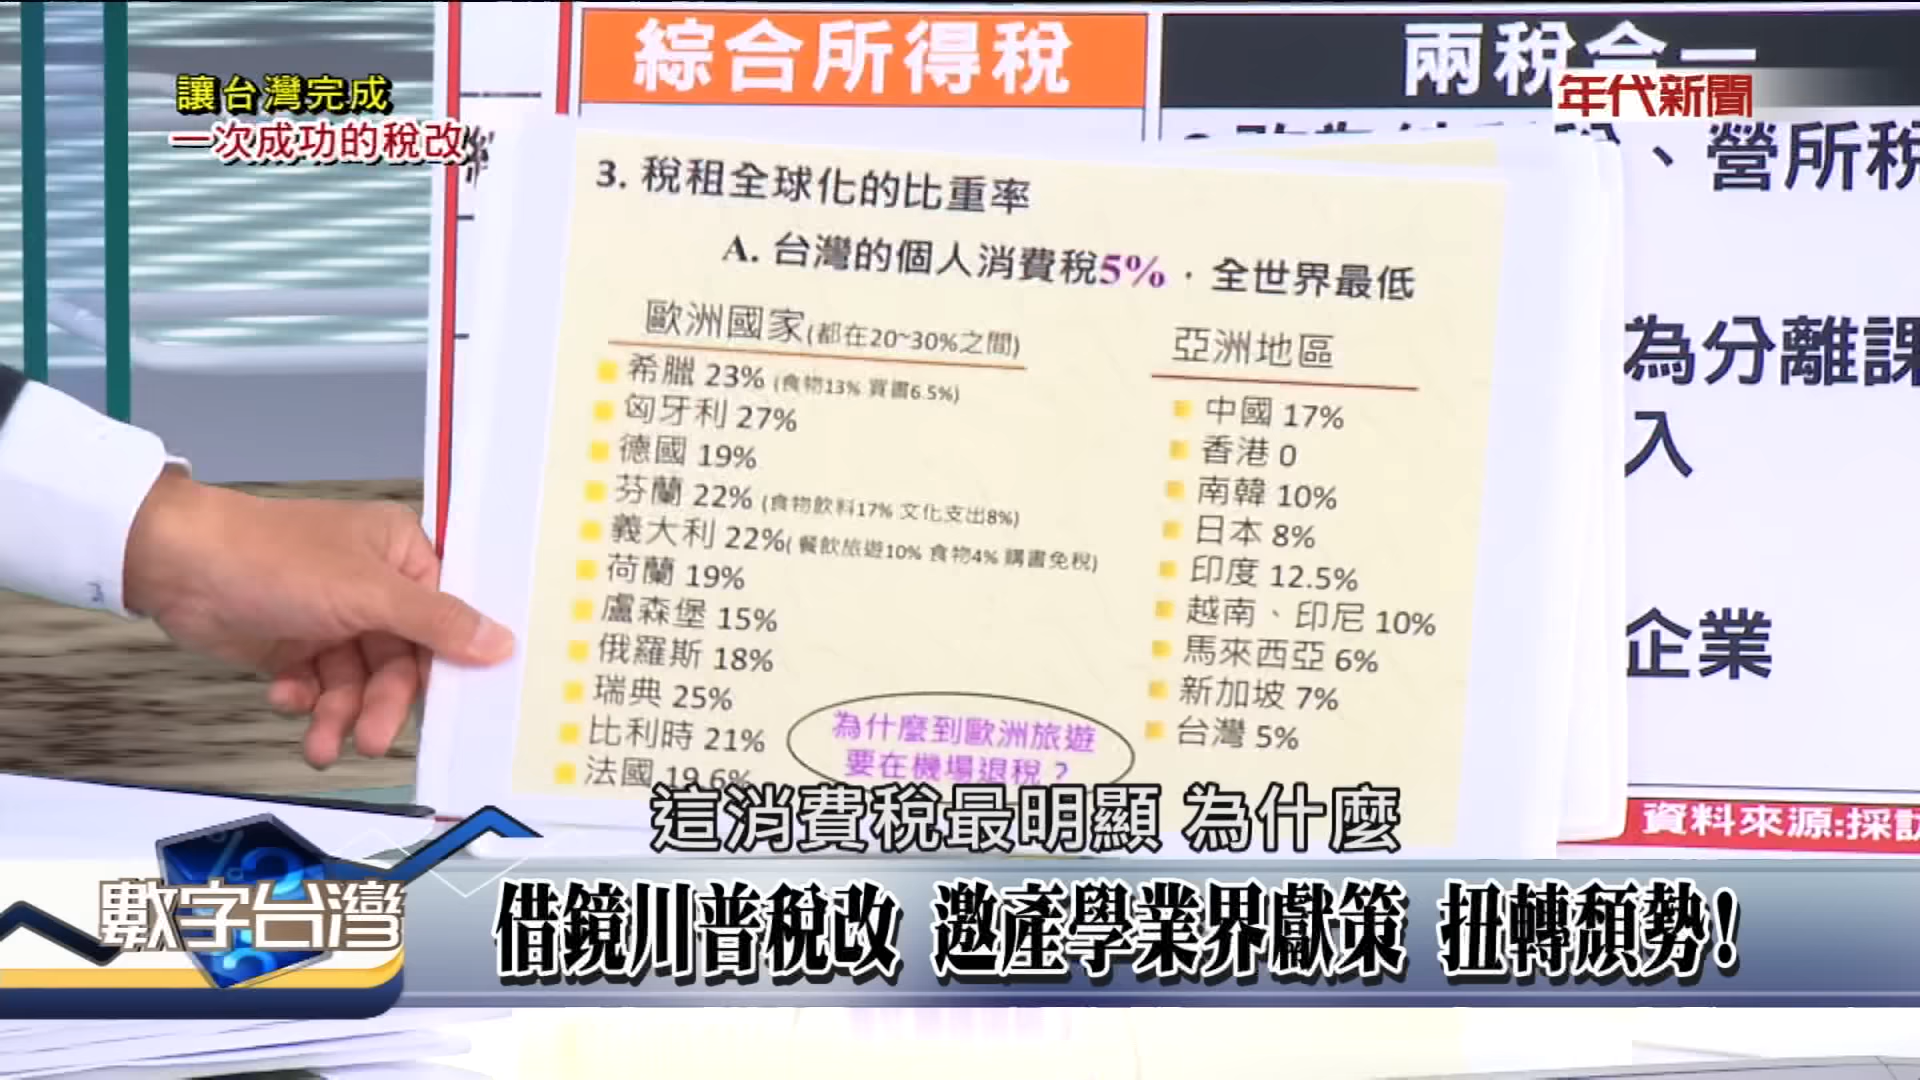 綜合所得稅
兩稅合一
年代新聞
讓台灣完成
一次成功的稅改
、營所稅
為分離課
入
企業
3. 稅租全球化的比重率
A. 台灣的個人消費稅5%，全世界最低
歐洲國家(都在20~30%之間)
希臘 23% (食物13% 買書6.5%)
匈牙利 27%
德國 19%
芬蘭 22% (食物飲料17% 文化支出8%)
義大利 22%( 餐飲旅遊10% 食物4% 購書免稅)
荷蘭 19%
盧森堡 15%
俄羅斯 18%
瑞典 25%
比利時 21%
法國 19.6%
為什麼到歐洲旅遊
要在機場退稅？
亞洲地區
中國 17%
香港 0
南韓 10%
日本 8%
印度 12.5%
越南、印尼 10%
馬來西亞 6%
新加坡 7%
台灣 5%
資料來源:採訪
這消費稅最明顯 為什麼
數字台灣
借鏡川普稅改 邀產學業界獻策 扭轉頹勢!